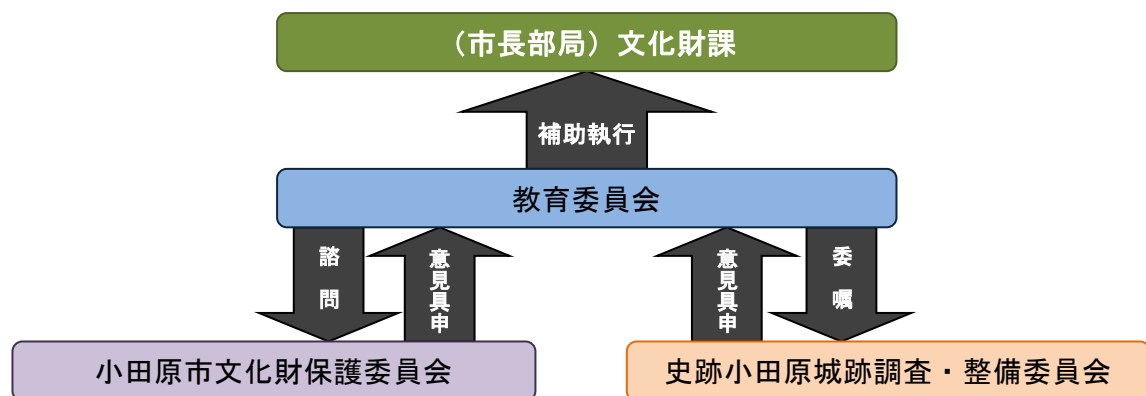 （市長部局）文化財課
補助執行
教育委員会
諮問
意見具申
意見具申
委嘱
小田原市文化財保護委員会
史跡小田原城跡調査・整備委員会